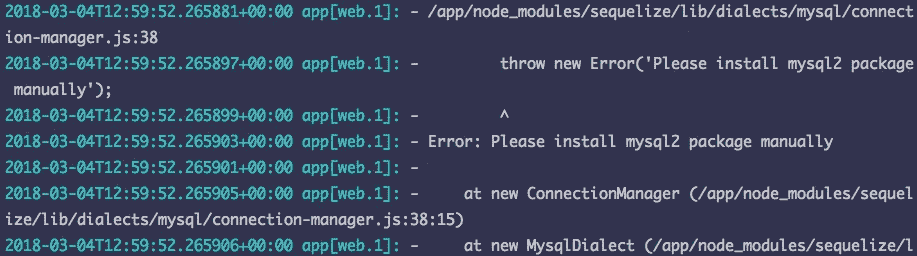 2018-03-04T12:59:52.265881+00:00 app[web.1]: - /app/node_modules/sequelize/lib/dialects/mysql/connect
ion-manager.js:38
2018-03-04T12:59:52.265897+00:00 app[web.1]: -         throw new Error('Please install mysql2 package
 manually');
2018-03-04T12:59:52.265899+00:00 app[web.1]: -         ^
2018-03-04T12:59:52.265903+00:00 app[web.1]: - Error: Please install mysql2 package manually
2018-03-04T12:59:52.265901+00:00 app[web.1]: -
2018-03-04T12:59:52.265905+00:00 app[web.1]: -     at new ConnectionManager (/app/node_modules/sequel
ize/lib/dialects/mysql/connection-manager.js:38:15)
2018-03-04T12:59:52.265906+00:00 app[web.1]: -     at new MysqlDialect (/app/node_modules/sequelize/l